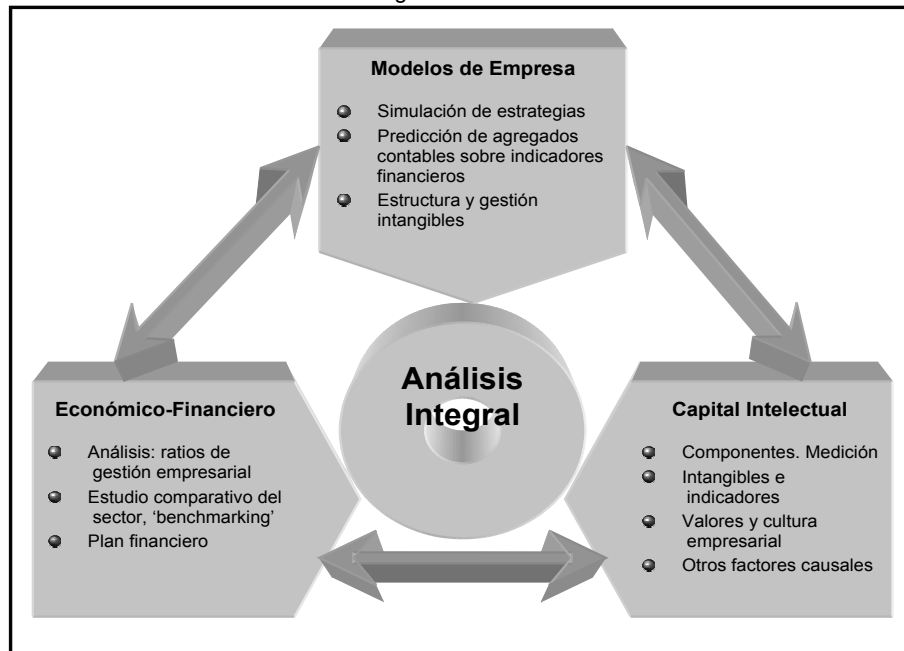 Modelos de Empresa
Simulación de estrategias
Predicción de agregados
contables sobre indicadores
financieros
Estructura y gestión
intangibles
Análisis
Integral
Económico-Financiero
Análisis: ratios de
gestión empresarial
Estudio comparativo del
sector, ‘benchmarking’
Plan financiero
Capital Intelectual
Componentes. Medición
Intangibles e
indicadores
Valores y cultura
empresarial
Otros factores causales